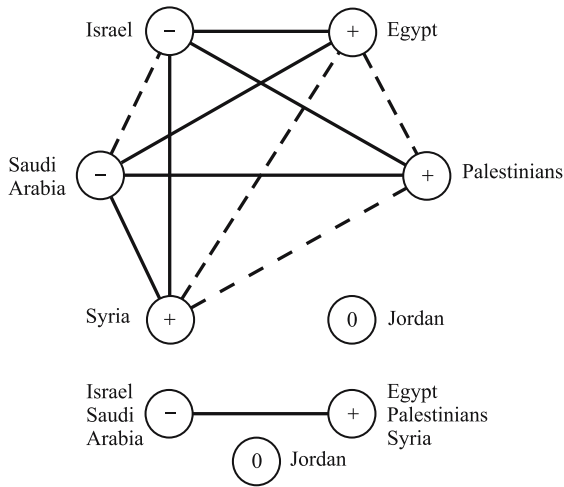 Israel
−
+
Egypt
Saudi
Arabia
−
+
Palestinians
Syria
+
0
Jordan
Israel
Saudi
Arabia
−
+
Egypt
Palestinians
Syria
0
Jordan